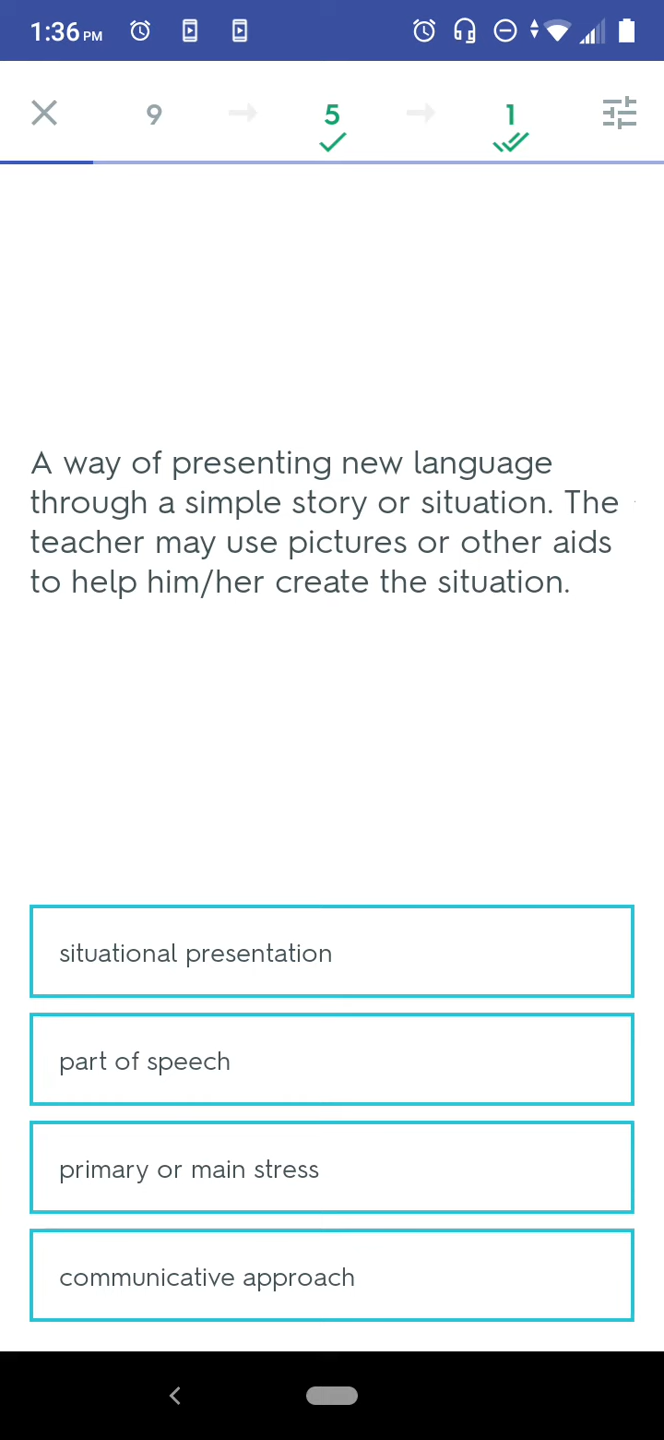 1:36 PM
9 5 1
A way of presenting new language
through a simple story or situation. The
teacher may use pictures or other aids
to help him/her create the situation.
situational presentation
part of speech
primary or main stress
communicative approach